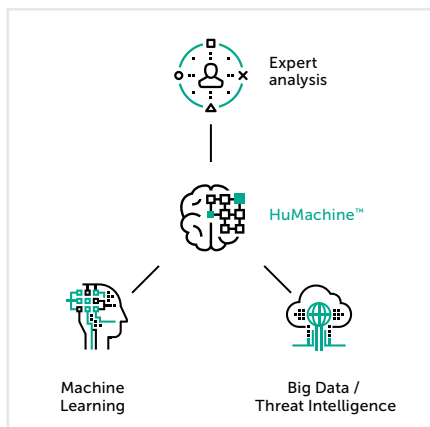 Expert
analysis
HuMachine™
Machine
Learning
Big Data /
Threat Intelligence